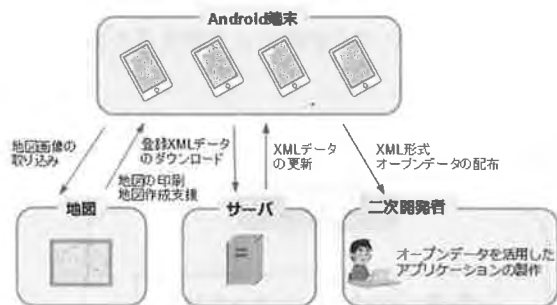 Android端末
地図画像の
取り込み
登録XMLデータ
のダウンロード
地図の印刷
地図作成支援
XMLデータ
の更新
XML形式
オープンデータの配布
地図
サーバ
二次開発者
オープンデータを活用した
アプリケーションの製作